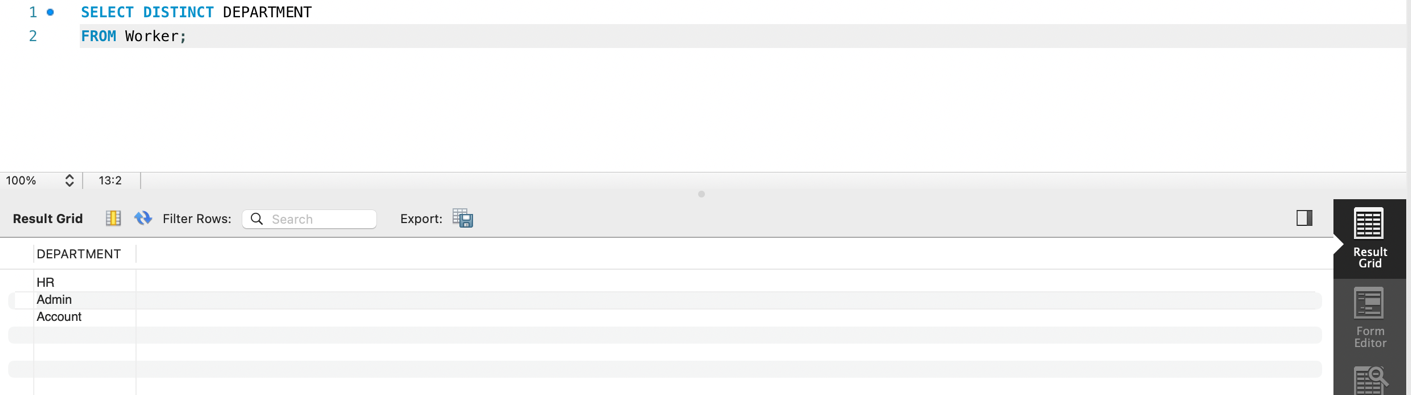 1 SELECT DISTINCT DEPARTMENT
2 FROM Worker;
100% 13:2
Result Grid Filter Rows: Search Export:
DEPARTMENT
HR
Admin
Account
Result
Grid
Form
Editor